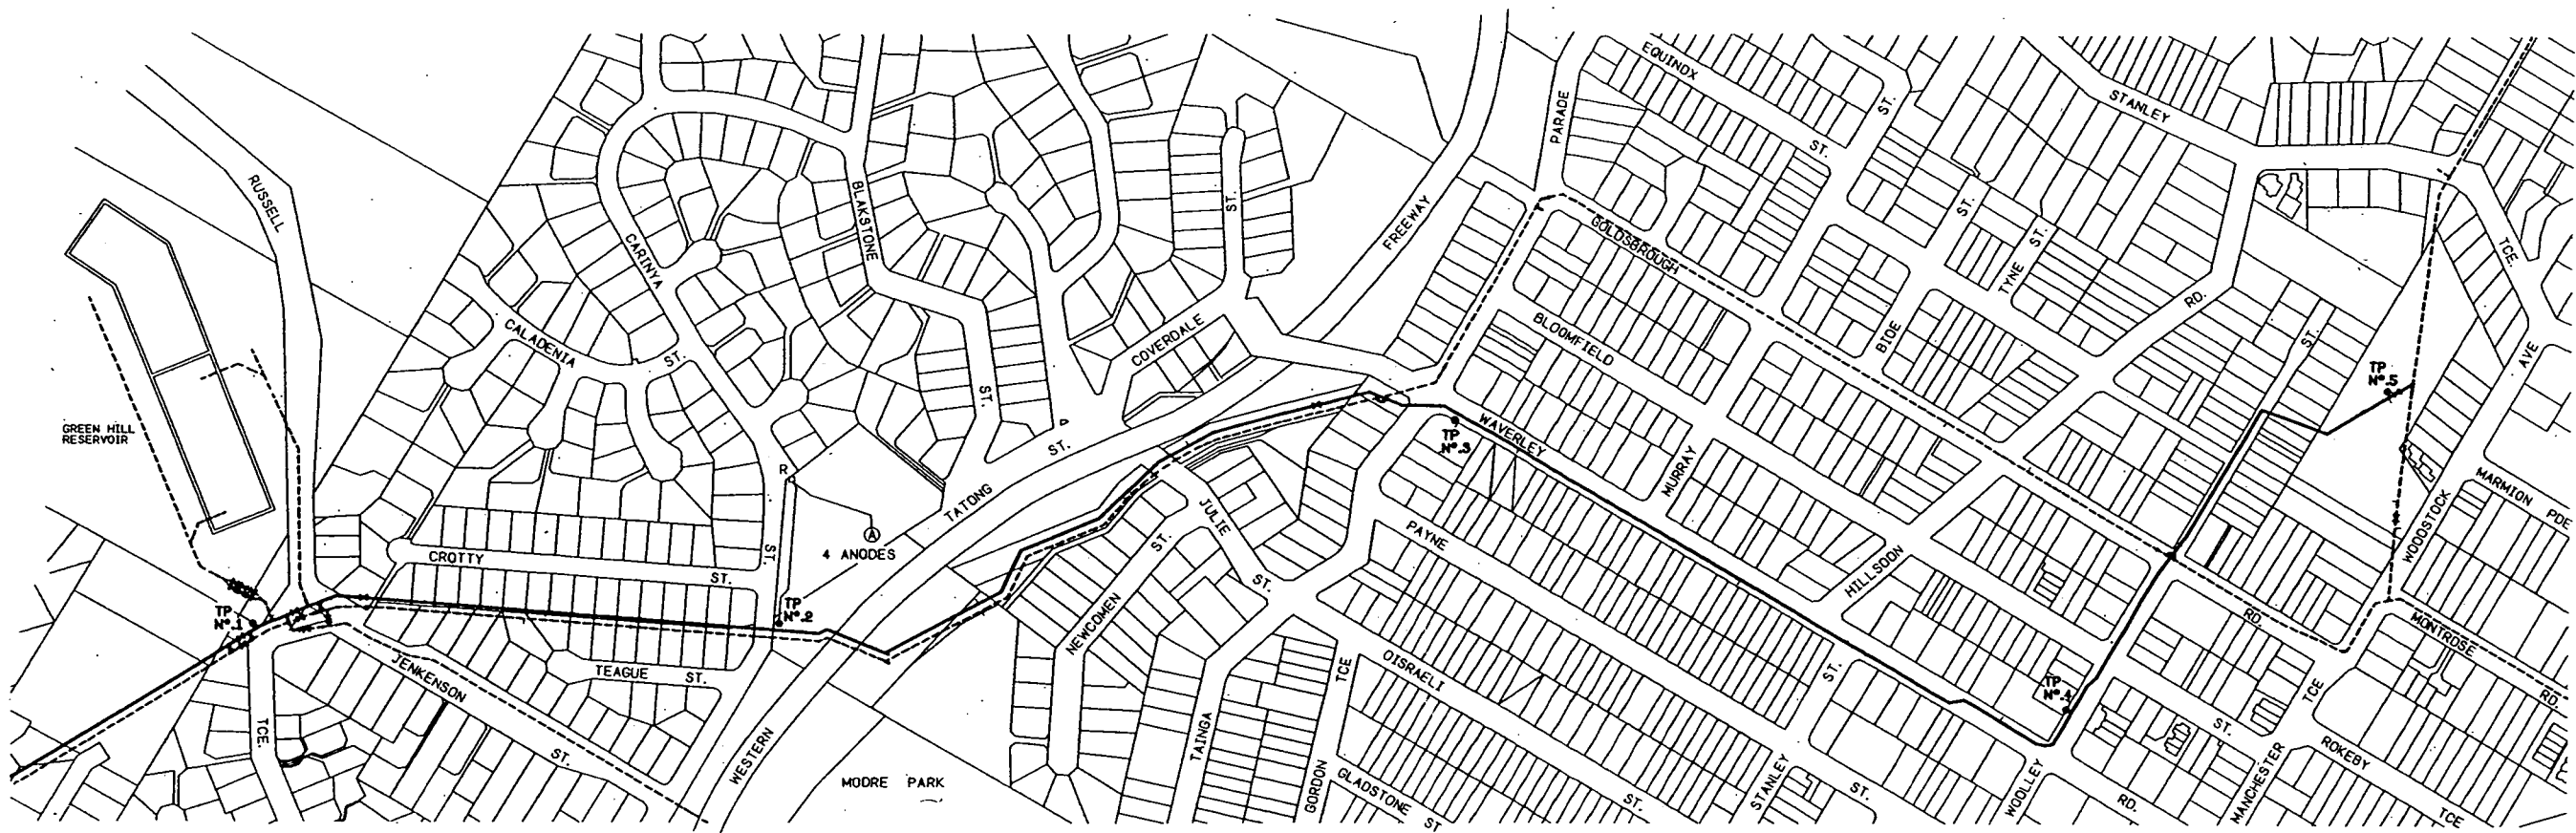 EQUINOX
ST.
ST.
STANLEY
TCE.
PARADE
RUSSELL
BLAKSTONE
ST.
CARINYA
FREEWAY
GOLDSBROUGH
ST.
TYNE ST.
RD.
GREEN HILL
RESERVOIR
CALADENIA
ST.
COVERDALE
BLOOMFIELD
BIDE
ST.
AVE
ST.
TP
Nº.5
WAVERLEY
TP
Nº.3
ST.
TATONG
R
A
4 ANODES
MURRAY
MARMION PDE
WOODSTOCK
JULIE
ST.
PAYNE
CROTTY
ST.
ST.
HILLSDON
ST.
TP
Nº.1
TP
Nº.2
NEWCOMEN
RD.
MONTROSE
RD.
JENKENSON
ST.
TEAGUE ST.
TCE
DISRAELI
ST.
TP
Nº.4
TCE
ST.
TCE.
WESTERN
TAINGA
GORDON
MOORE PARK
GLADSTONE
ST
ST.
STANLEY
ST.
WOOLLEY
RD.
MANCHESTER
ROKEBY
TCE